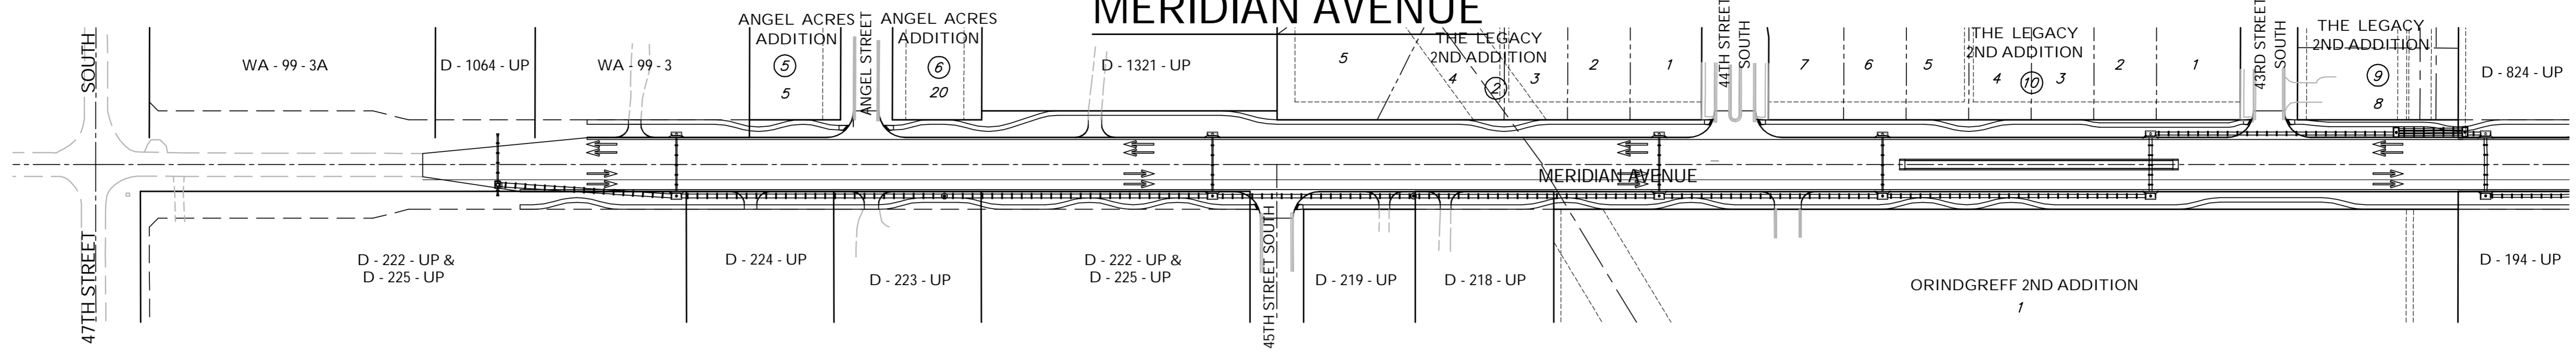 MERIDIAN AVENUE
47TH STREET SOUTH
WA - 99 - 3A
D - 1064 - UP
WA - 99 - 3
ANGEL ACRES
ADDITION
5
5
ANGEL STREET
ANGEL ACRES
ADDITION
6
20
D - 1321 - UP
THE LEGACY
2ND ADDITION
5
4
2
3
2
1
44TH STREET
SOUTH
THE LEGACY
2ND ADDITION
7
6
5
4
10
3
2
1
43RD STREET
SOUTH
THE LEGACY
2ND ADDITION
9
8
D - 824 - UP
MERIDIAN AVENUE
D - 222 - UP &
D - 225 - UP
D - 224 - UP
D - 223 - UP
D - 222 - UP &
D - 225 - UP
45TH STREET SOUTH
D - 219 - UP
D - 218 - UP
ORINDGREFF 2ND ADDITION
1
D - 194 - UP